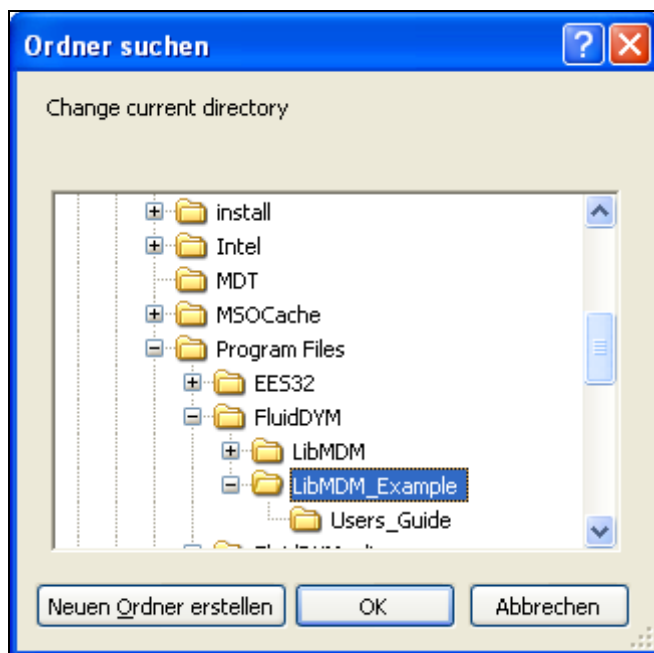 Ordner suchen
Change current directory
install
Intel
MDT
MSOCache
Program Files
EES32
FluidDYM
LibMDM
LibMDM_Example
Users_Guide
Neuen Ordner erstellen
OK
Abbrechen